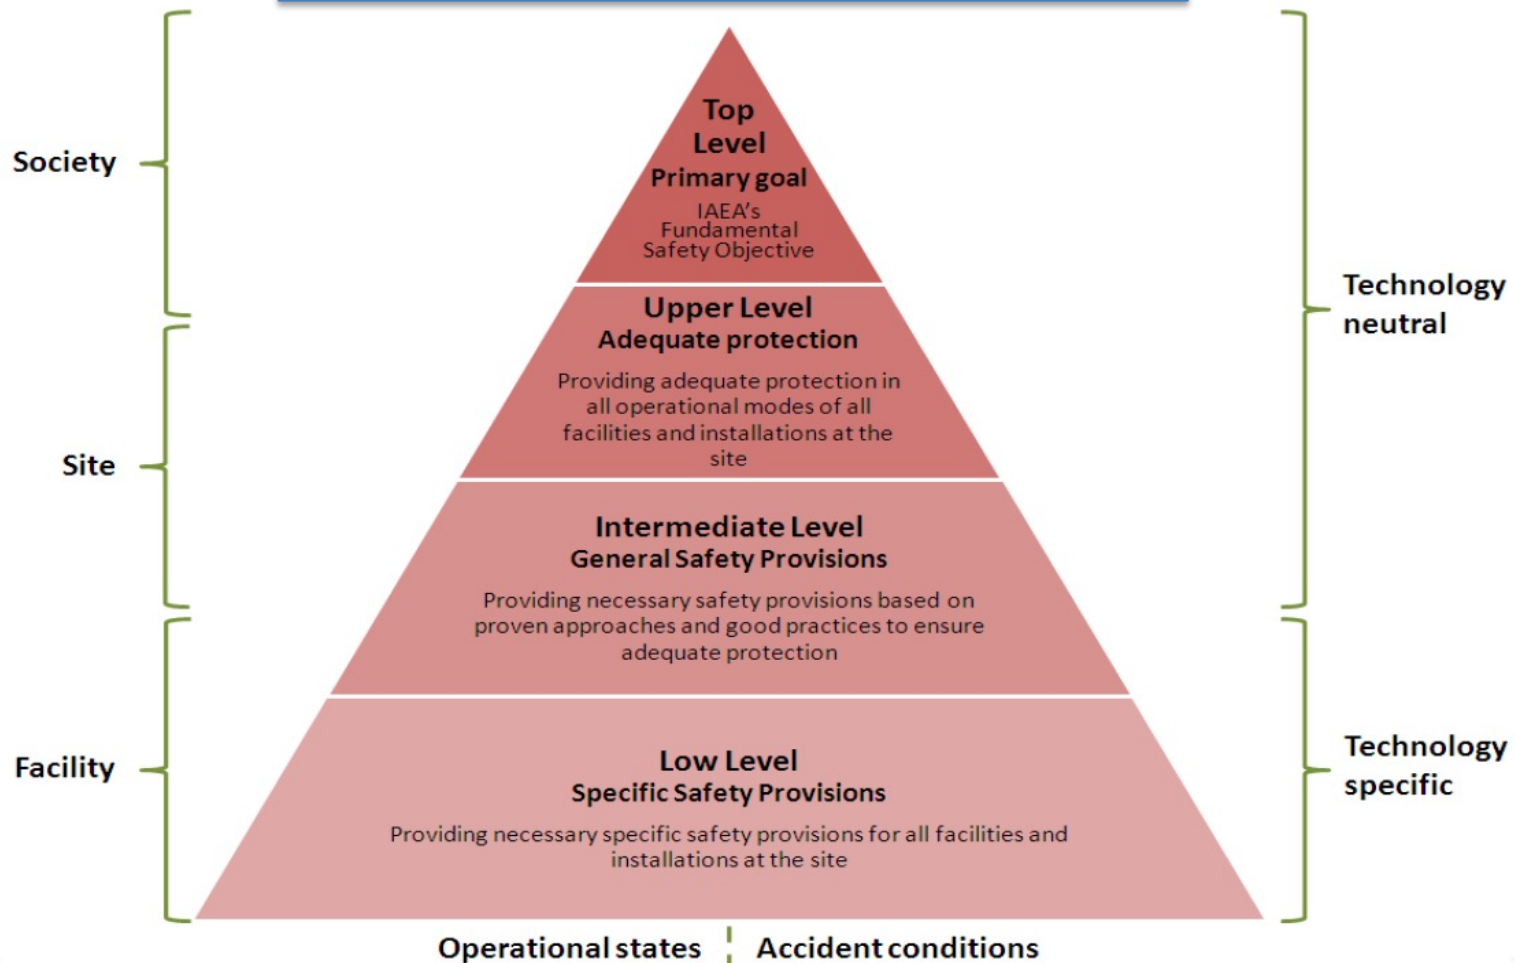 Top
Level
Primary goal
IAEA's
Fundamental
Safety Objective
Society
Upper Level
Adequate protection
Providing adequate protection in
all operational modes of all
facilities and installations at the
site
Technology
neutral
Site
Intermediate Level
General Safety Provisions
Providing necessary safety provisions based on
proven approaches and good practices to ensure
adequate protection
Facility
Low Level
Specific Safety Provisions
Providing necessary specific safety provisions for all facilities and
installations at the site
Technology
specific
Operational states
Accident conditions